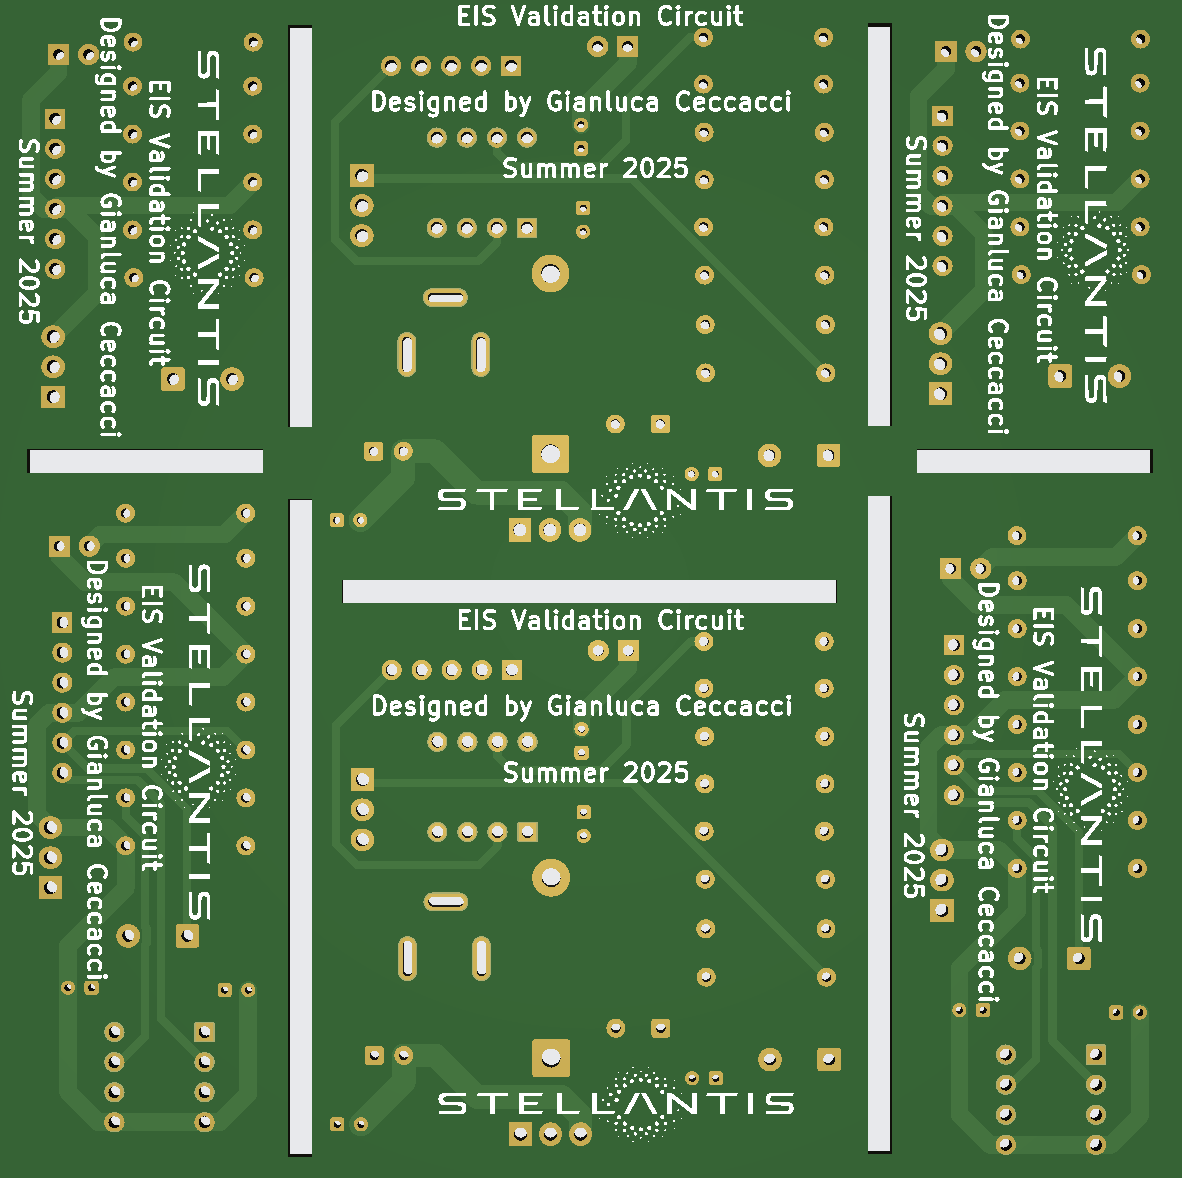 EIS Validation Circuit
Designed by Gianluca Ceccacci
Summer 2025
STELLANTIS
STELLANTIS
EIS Validation Circuit
Designed by Gianluca Ceccacci
Summer 2025
STELLANTIS
EIS Validation Circuit
Designed by Gianluca Ceccacci
Summer 2025
STELLANTIS
EIS Validation Circuit
Designed by Gianluca Ceccacci
Summer 2025
EIS Validation Circuit
Designed by Gianluca Ceccacci
Summer 2025
STELLANTIS
STELLANTIS
EIS Validation Circuit
Designed by Gianluca Ceccacci
Summer 2025